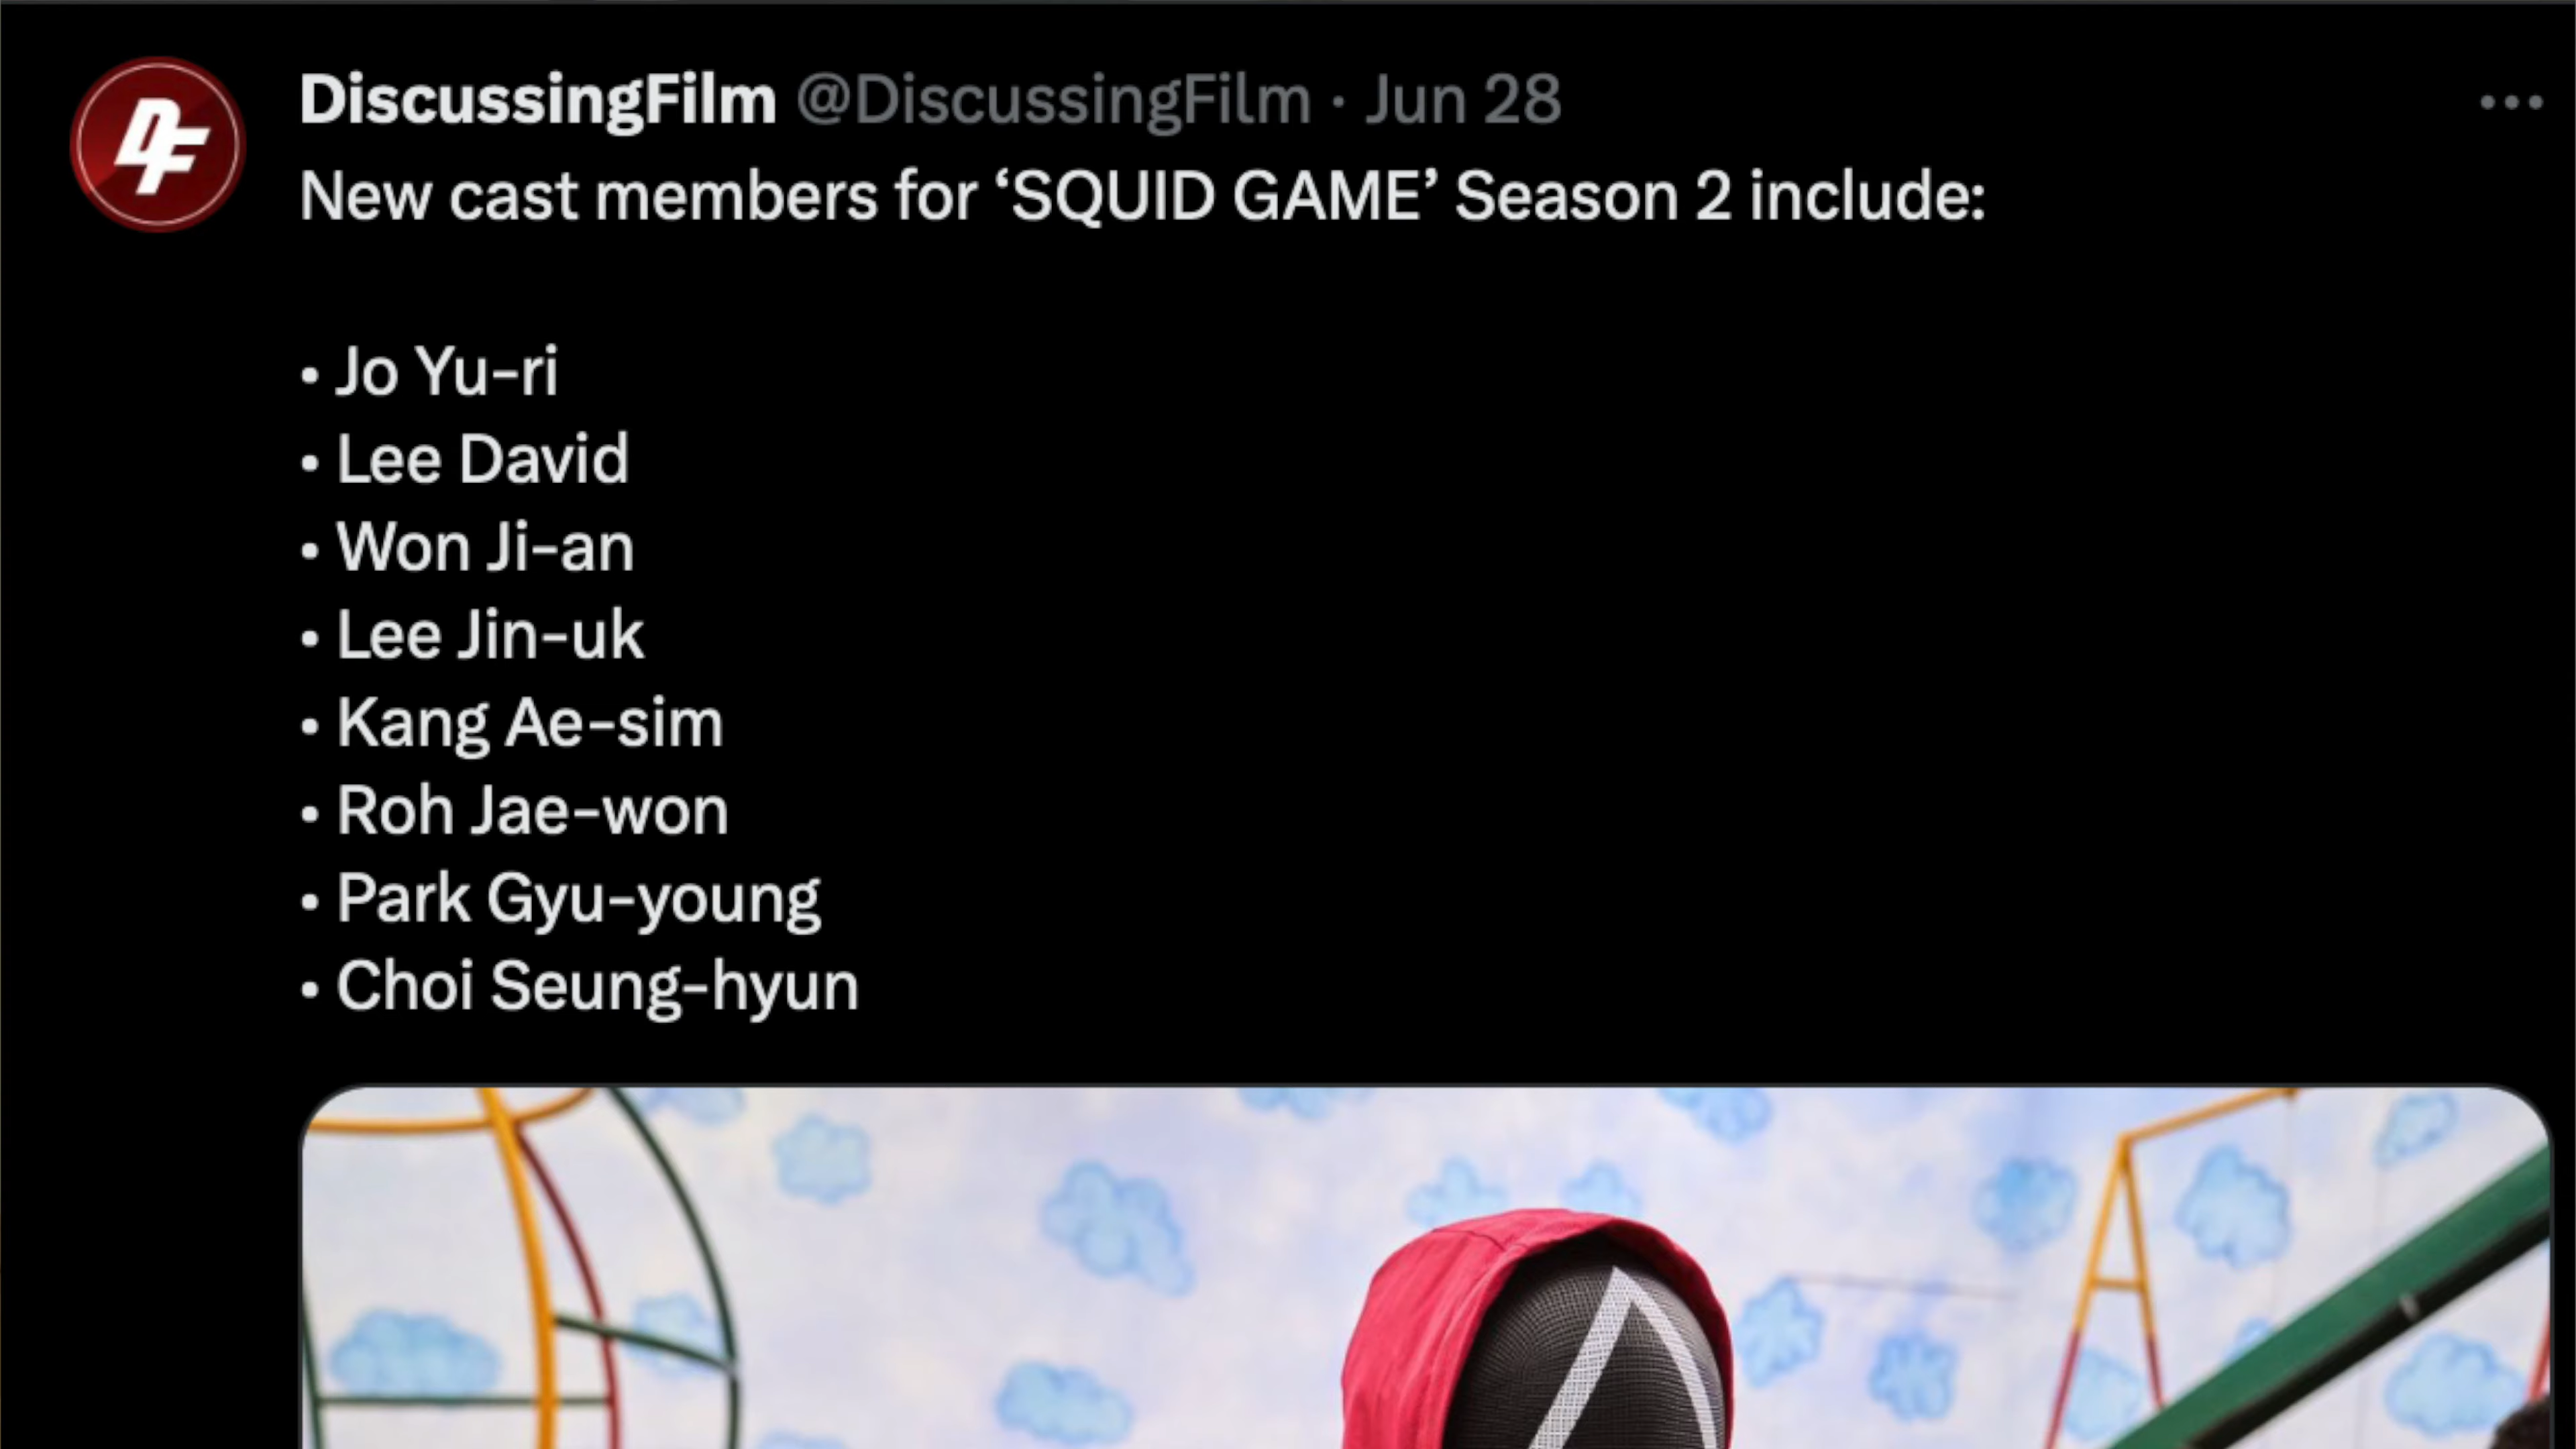 DiscussingFilm @DiscussingFilm · Jun 28
New cast members for ‘SQUID GAME’ Season 2 include:
• Jo Yu-ri
• Lee David
• Won Ji-an
• Lee Jin-uk
• Kang Ae-sim
• Roh Jae-won
• Park Gyu-young
• Choi Seung-hyun